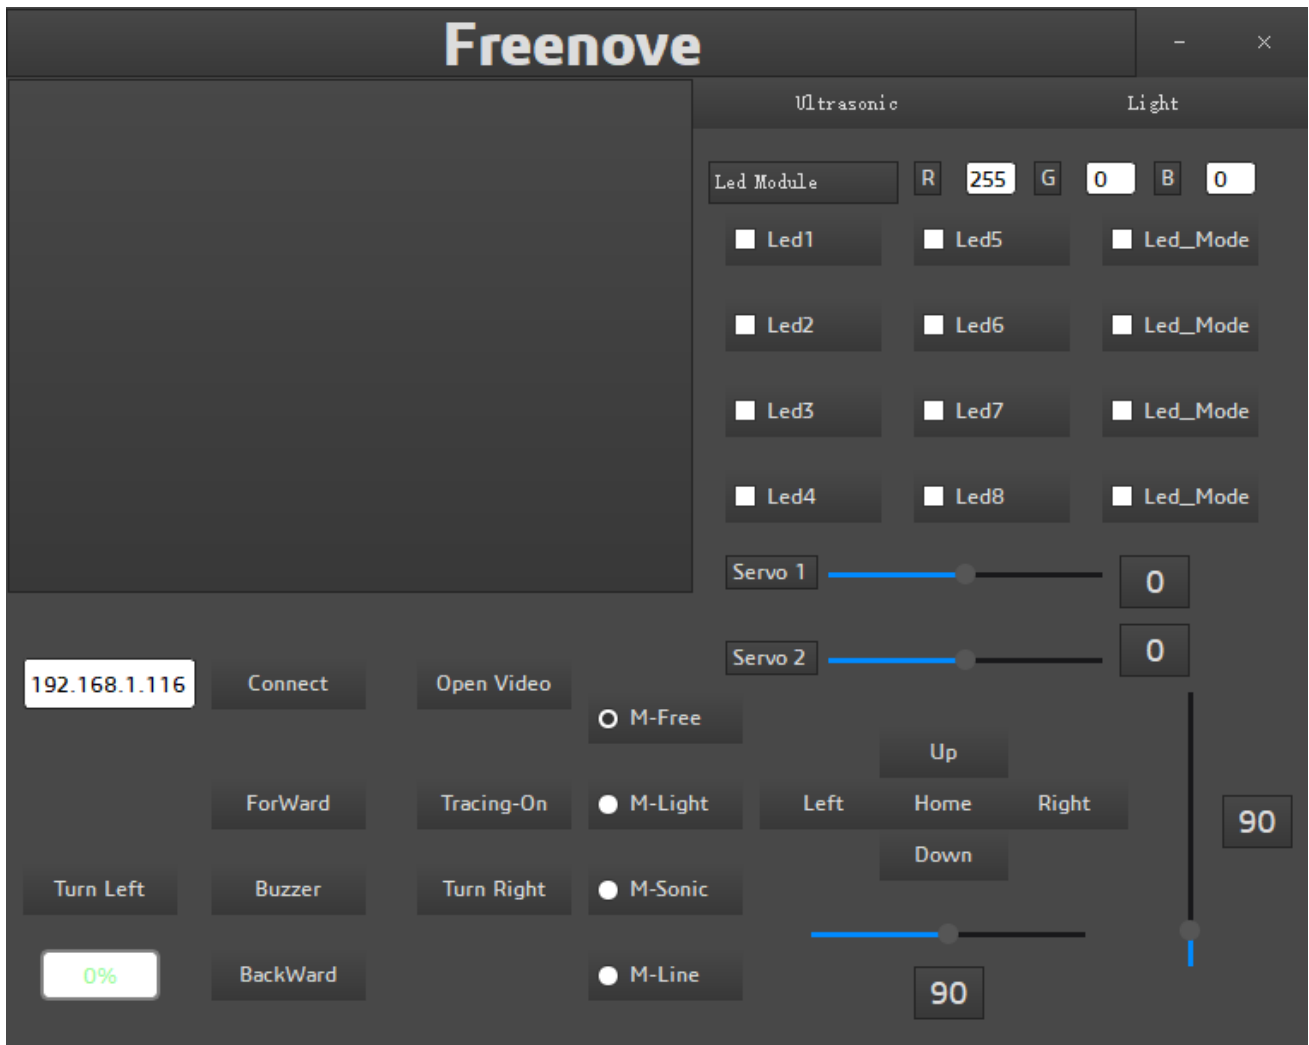 Freenove
Ultrasonic Light
Led Module R 255 G 0 B 0
Led1 Led5 Led_Mode
Led2 Led6 Led_Mode
Led3 Led7 Led_Mode
Led4 Led8 Led_Mode
Servo 1 0
Servo 2 0
192.168.1.116 Connect Open Video
M-Free
Up
ForWard Tracing-On M-Light Left Home Right
90
Down
Turn Left Buzzer Turn Right M-Sonic
0% BackWard M-Line
90